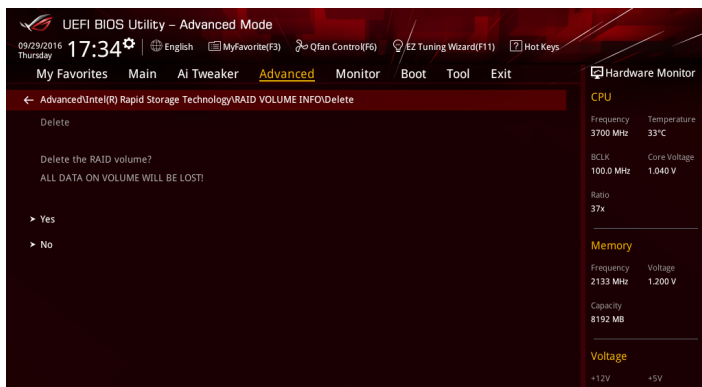 UEFI BIOS Utility – Advanced Mode
09/29/2016 Thursday 17:34 English MyFavorite(F3) Qfan Control(F6) EZ Tuning Wizard(F11) ? Hot Keys
My Favorites Main Ai Tweaker Advanced Monitor Boot Tool Exit
Hardware Monitor
← Advanced\Intel(R) Rapid Storage Technology\RAID VOLUME INFO\Delete
Delete
Delete the RAID volume?
ALL DATA ON VOLUME WILL BE LOST!
Yes
No
CPU
Frequency Temperature
3700 MHz 33°C
BCLK Core Voltage
100.0 MHz 1.040 V
Ratio
37x
Memory
Frequency Voltage
2133 MHz 1.200 V
Capacity
8192 MB
Voltage
+12V +5V